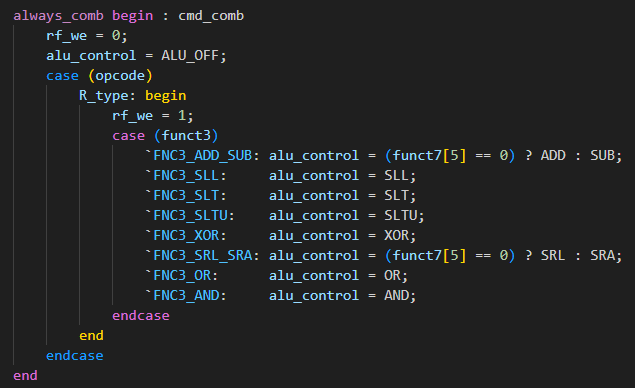 always_comb begin : cmd_comb
    rf_we = 0;
    alu_control = ALU_OFF;
    case (opcode)
        R_type: begin
            rf_we = 1;
            case (funct3)
                `FNC3_ADD_SUB: alu_control = (funct7[5] == 0) ? ADD : SUB;
                `FNC3_SLL:     alu_control = SLL;
                `FNC3_SLT:     alu_control = SLT;
                `FNC3_SLTU:    alu_control = SLTU;
                `FNC3_XOR:     alu_control = XOR;
                `FNC3_SRL_SRA: alu_control = (funct7[5] == 0) ? SRL : SRA;
                `FNC3_OR:      alu_control = OR;
                `FNC3_AND:     alu_control = AND;
            endcase
        end
    endcase
end